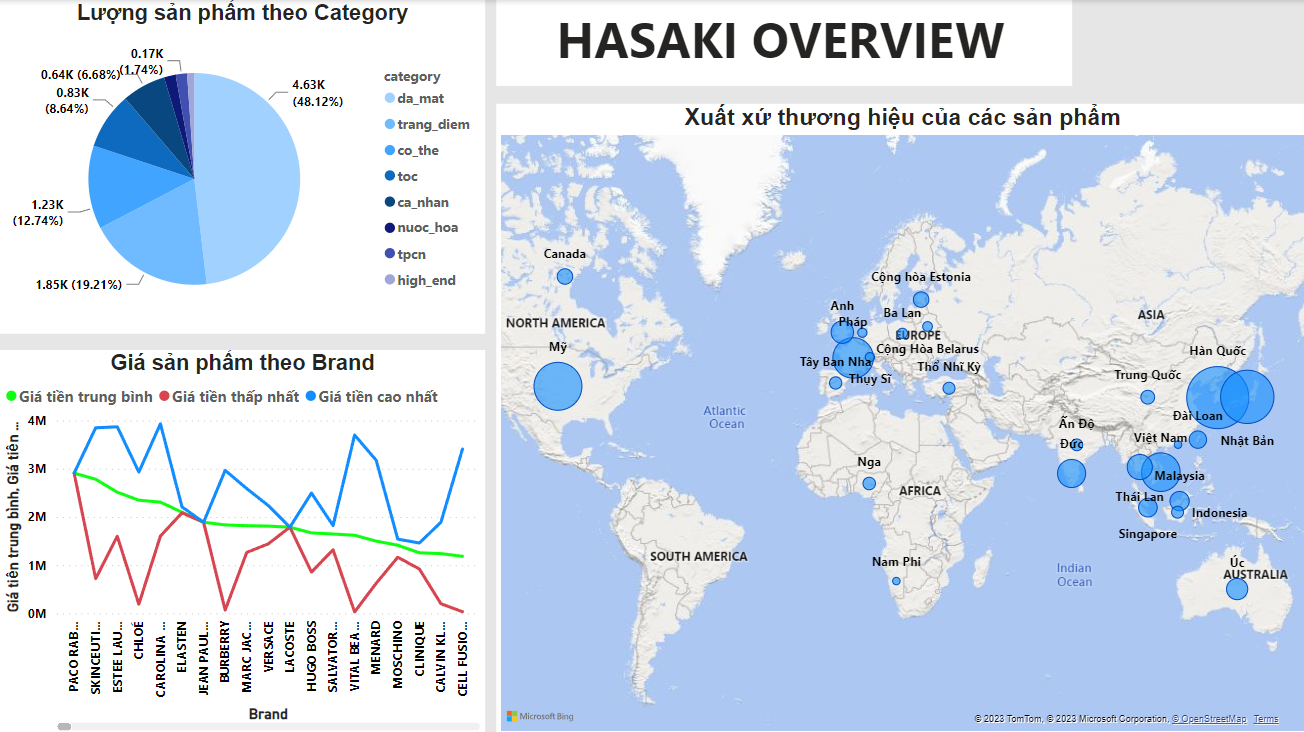 Lượng sản phẩm theo Category
0.17K
(1.74%)
0.64K (6.68%)
0.83K
(8.64%)
1.23K
(12.74%)
1.85K (19.21%)
4.63K
(48.12%)
category
da_mat
trang_diem
co_the
toc
ca_nhan
nuoc_hoa
tpcn
high_end
Giá sản phẩm theo Brand
Giá tiền trung bình Giá tiền thấp nhất Giá tiền cao nhất
Giá tiền trung bình, Giá tiền ...
4M
3M
2M
1M
0M
PACO RAB...
SKINCEUTI...
ESTEE LAU...
CHLOÉ
CAROLINA ...
ELASTEN
JEAN PAUL...
BURBERRY
MARC JAC...
VERSACE
LACOSTE
HUGO BOSS
SALVATOR...
VITAL BEA...
MENARD
MOSCHINO
CLINIQUE
CALVIN KL...
CELL FUSIO...
Brand
HASAKI OVERVIEW
Xuất xứ thương hiệu của các sản phẩm
Canada
NORTH AMERICA
Mỹ
Atlantic
Ocean
SOUTH AMERICA
Cộng hòa Estonia
Anh
Ba Lan
Pháp
EUROPE
Cộng Hòa Belarus
Tây Ban Nha
Thổ Nhĩ Kỳ
Thụy Sĩ
ASIA
Hàn Quốc
Trung Quốc
Đài Loan
Nhật Bản
Ấn Độ
Đức
Việt Nam
Malaysia
Thái Lan
Indonesia
Singapore
Nga
AFRICA
Nam Phi
Indian
Ocean
Úc
AUSTRALIA
Microsoft Bing
© 2023 TomTom, © 2023 Microsoft Corporation, © OpenStreetMap Terms